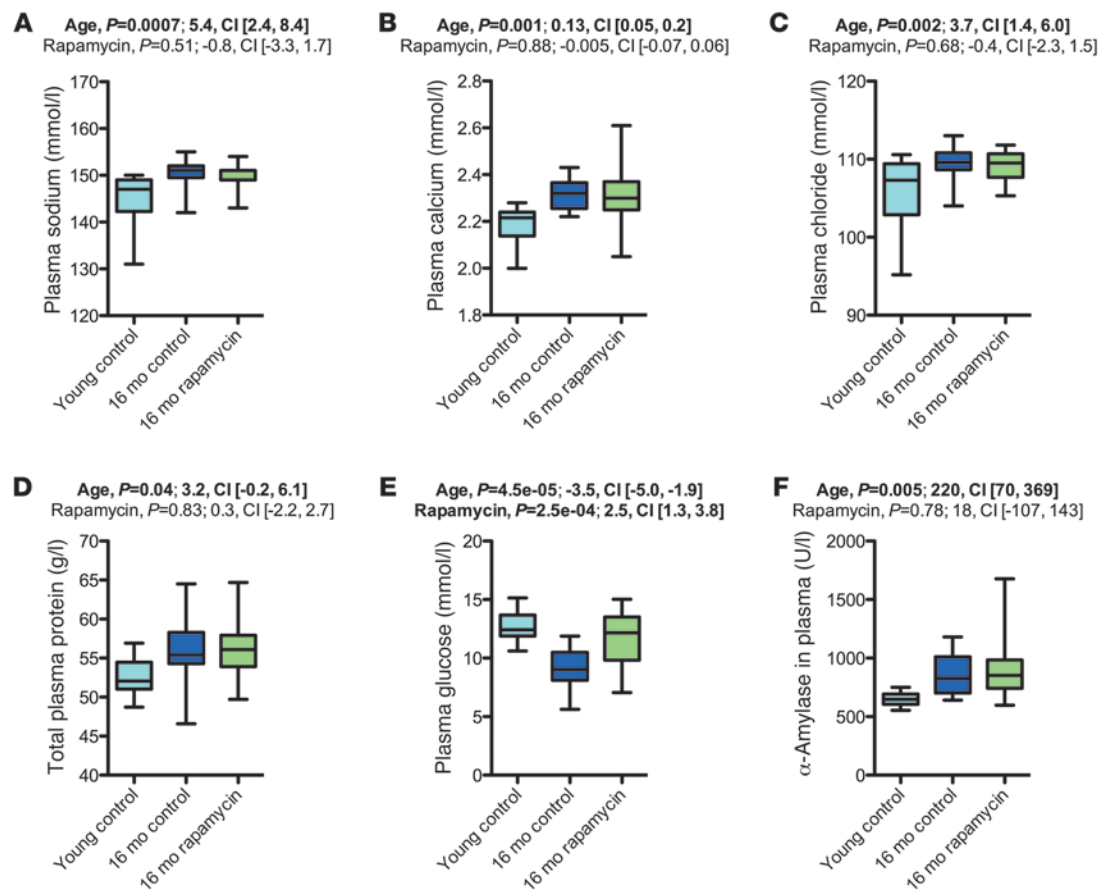 A
Age, P=0.0007; 5.4, CI [2.4, 8.4]
Rapamycin, P=0.51; -0.8, CI [-3.3, 1.7]
Plasma sodium (mmol/l)
170
160
150
140
130
120
Young control
16 mo control
16 mo rapamycin
B
Age, P=0.001; 0.13, CI [0.05, 0.2]
Rapamycin, P=0.88; -0.005, CI [-0.07, 0.06]
Plasma calcium (mmol/l)
2.8
2.6
2.4
2.2
2.0
1.8
Young control
16 mo control
16 mo rapamycin
C
Age, P=0.002; 3.7, CI [1.4, 6.0]
Rapamycin, P=0.68; -0.4, CI [-2.3, 1.5]
Plasma chloride (mmol/l)
120
110
100
90
Young control
16 mo control
16 mo rapamycin
D
Age, P=0.04; 3.2, CI [-0.2, 6.1]
Rapamycin, P=0.83; 0.3, CI [-2.2, 2.7]
Total plasma protein (g/l)
70
65
60
55
50
45
40
Young control
16 mo control
16 mo rapamycin
E
Age, P=4.5e-05; -3.5, CI [-5.0, -1.9]
Rapamycin, P=2.5e-04; 2.5, CI [1.3, 3.8]
Plasma glucose (mmol/l)
20
15
10
5
0
Young control
16 mo control
16 mo rapamycin
F
Age, P=0.005; 220, CI [70, 369]
Rapamycin, P=0.78; 18, CI [-107, 143]
α-Amylase in plasma (U/l)
2000
1500
1000
500
0
Young control
16 mo control
16 mo rapamycin